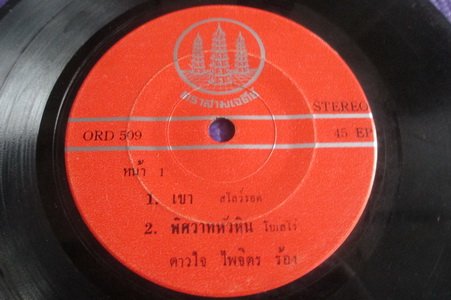 ตราสามเจดีย์
STEREO
ORD 509
45 EP
หน้า 1
1. เขา สโลว์รอค
2. พิศวาทหัวหิน โบเลโร่
ดาวใจ ไพจิตร ร้อง